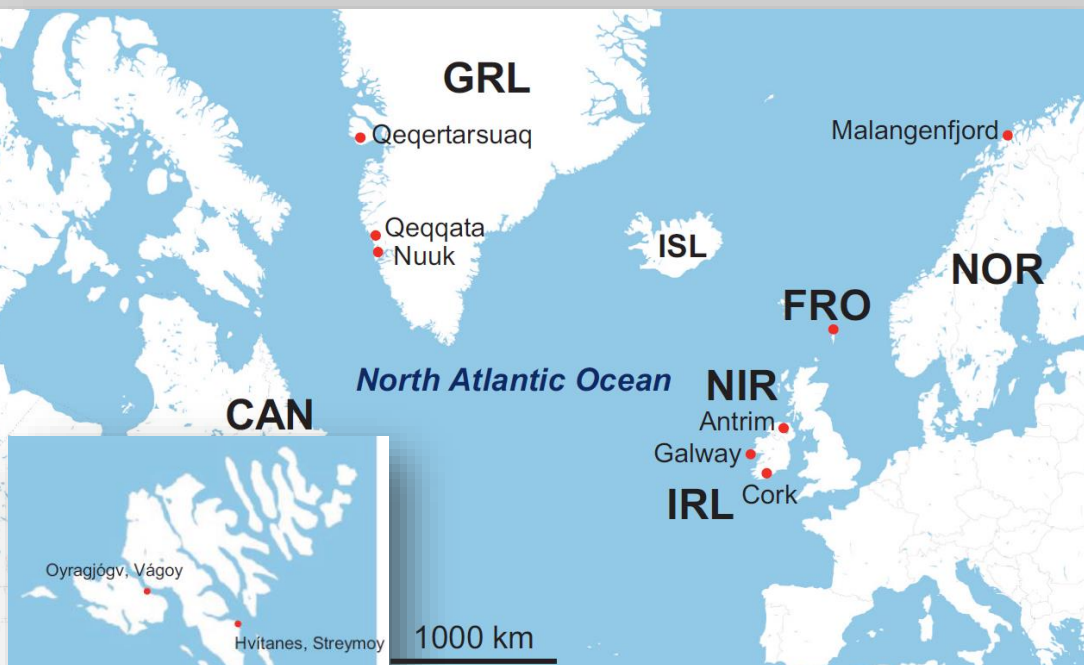 GRL
Qeqertarsuaq
Malangenfjord
Qeqqata
Nuuk
ISL
NOR
FRO
North Atlantic Ocean
NIR
CAN
Antrim
Galway
IRL
Cork
Oyragjógv, Vágoy
Hvítanes, Streymoy
1000 km